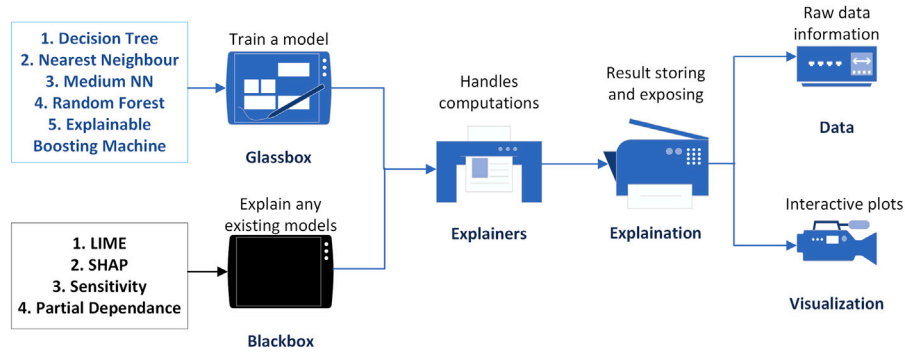 1. Decision Tree
2. Nearest Neighbour
3. Medium NN
4. Random Forest
5. Explainable
Boosting Machine
Train a model
Glassbox
1. LIME
2. SHAP
3. Sensitivity
4. Partial Dependance
Explain any
existing models
Blackbox
Handles
computations
Explainers
Result storing
and exposing
Explaination
Raw data
information
Data
Interactive plots
Visualization